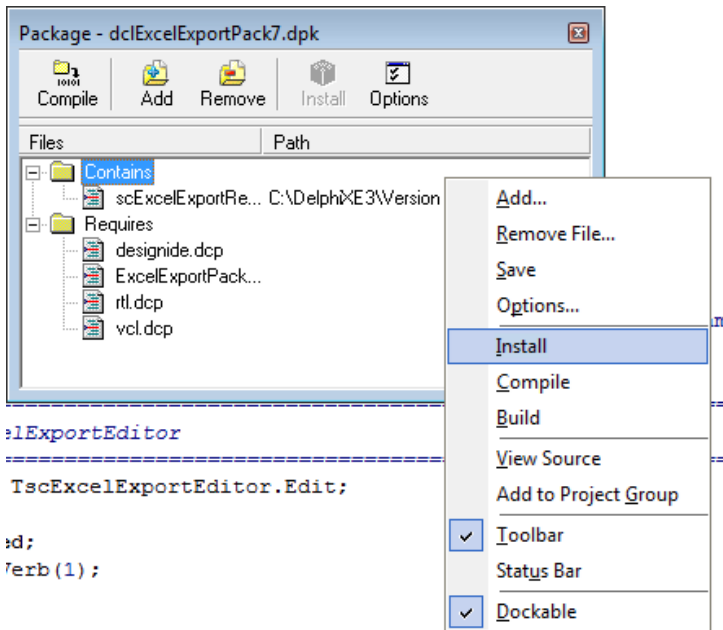 Package - dclExcelExportPack7.dpk
Compile Add Remove Install Options
Files Path
Contains
scExcelExportRe... C:\DelphiXE3\Version
Requires
designide.dcp
ExcelExportPack...
rtl.dcp
vcl.dcp
Add...
Remove File...
Save
Options...
Install
Compile
Build
View Source
Add to Project Group
Toolbar
Status Bar
Dockable
elExportEditor
TscExcelExportEditor.Edit;
ed;
Verb(1);